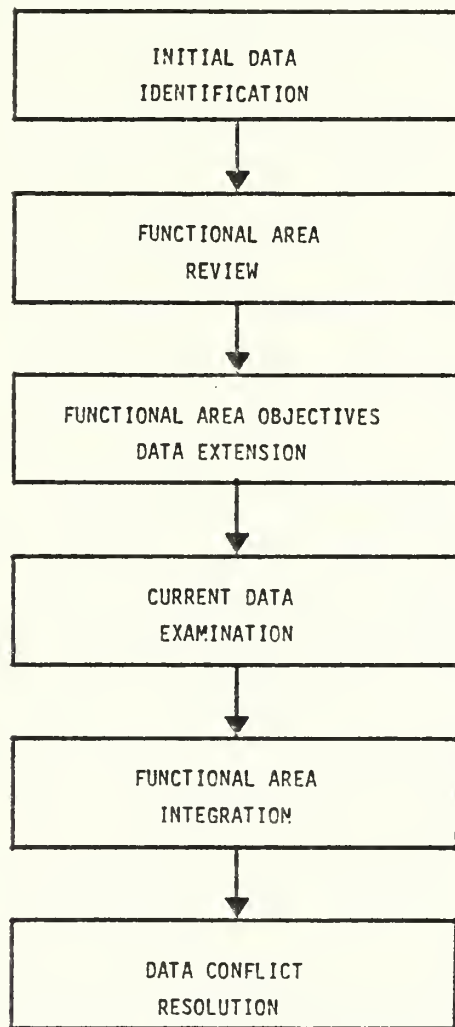 INITIAL DATA
IDENTIFICATION
FUNCTIONAL AREA
REVIEW
FUNCTIONAL AREA OBJECTIVES
DATA EXTENSION
CURRENT DATA
EXAMINATION
FUNCTIONAL AREA
INTEGRATION
DATA CONFLICT
RESOLUTION